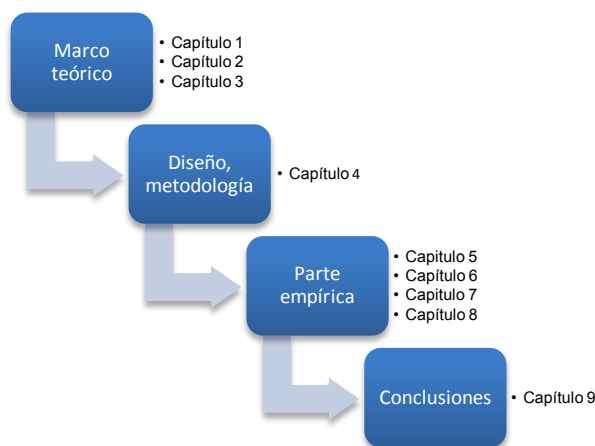 Marco
teórico
• Capítulo 1
• Capítulo 2
• Capítulo 3
Diseño,
metodología
• Capítulo 4
Parte
empírica
• Capitulo 5
• Capítulo 6
• Capitulo 7
• Capítulo 8
Conclusiones
• Capítulo 9